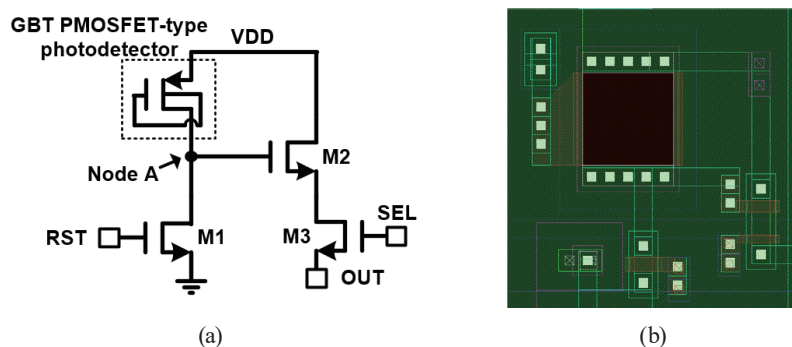 GBT PMOSFET-type
photodetector
VDD
M2
Node A
RST
M1
M3
SEL
OUT
(a)
(b)